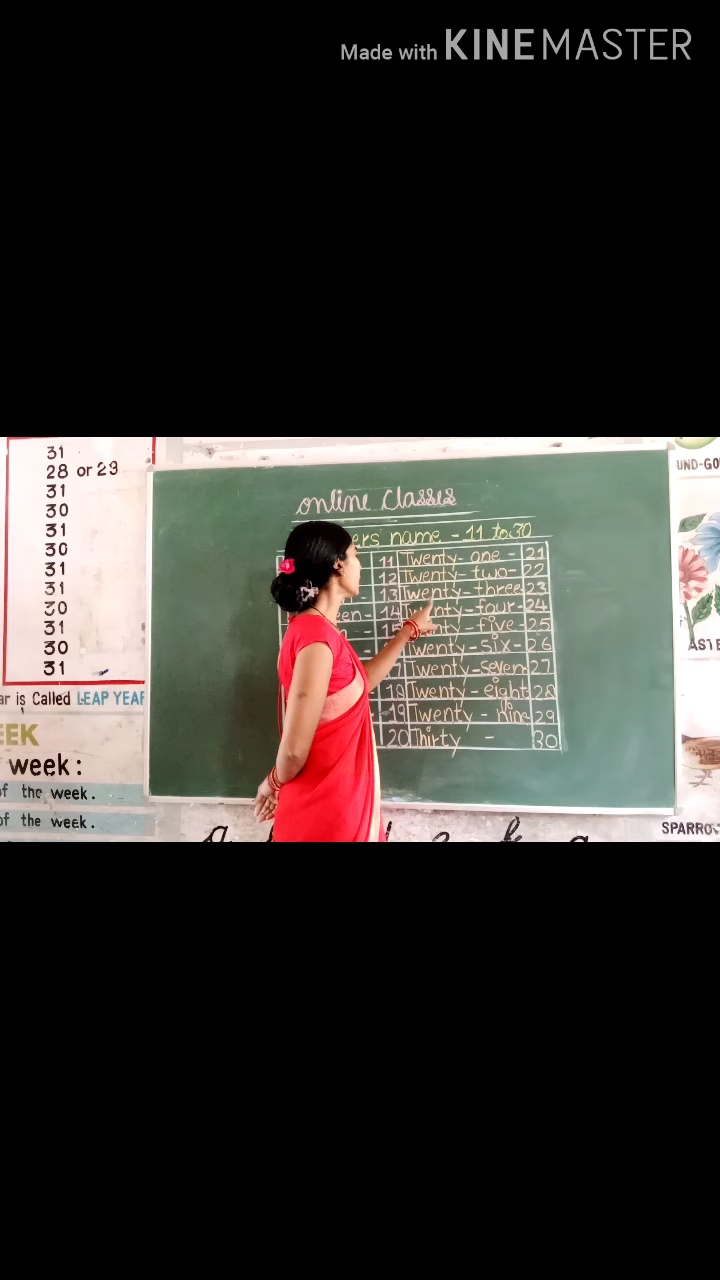 Made with KINEMASTER
31
28 or 29
31
30
31
30
31
31
30
31
30
31
ar is Called LEAP YEAR
EEK
week:
of the week.
of the week.
online classes
ers name - 11 to 30
11 Twenty - one - 21
12 Twenty - two - 22
13 Twenty - three 23
een - 14 Twenty - four - 24
15 Twenty - five - 25
Twenty - six - 26
7 Twenty - seven 27
18 Twenty - eight 28
19 Twenty - nine 29
20 Thirty - 30
UND-GO
ASTE
SPARROW